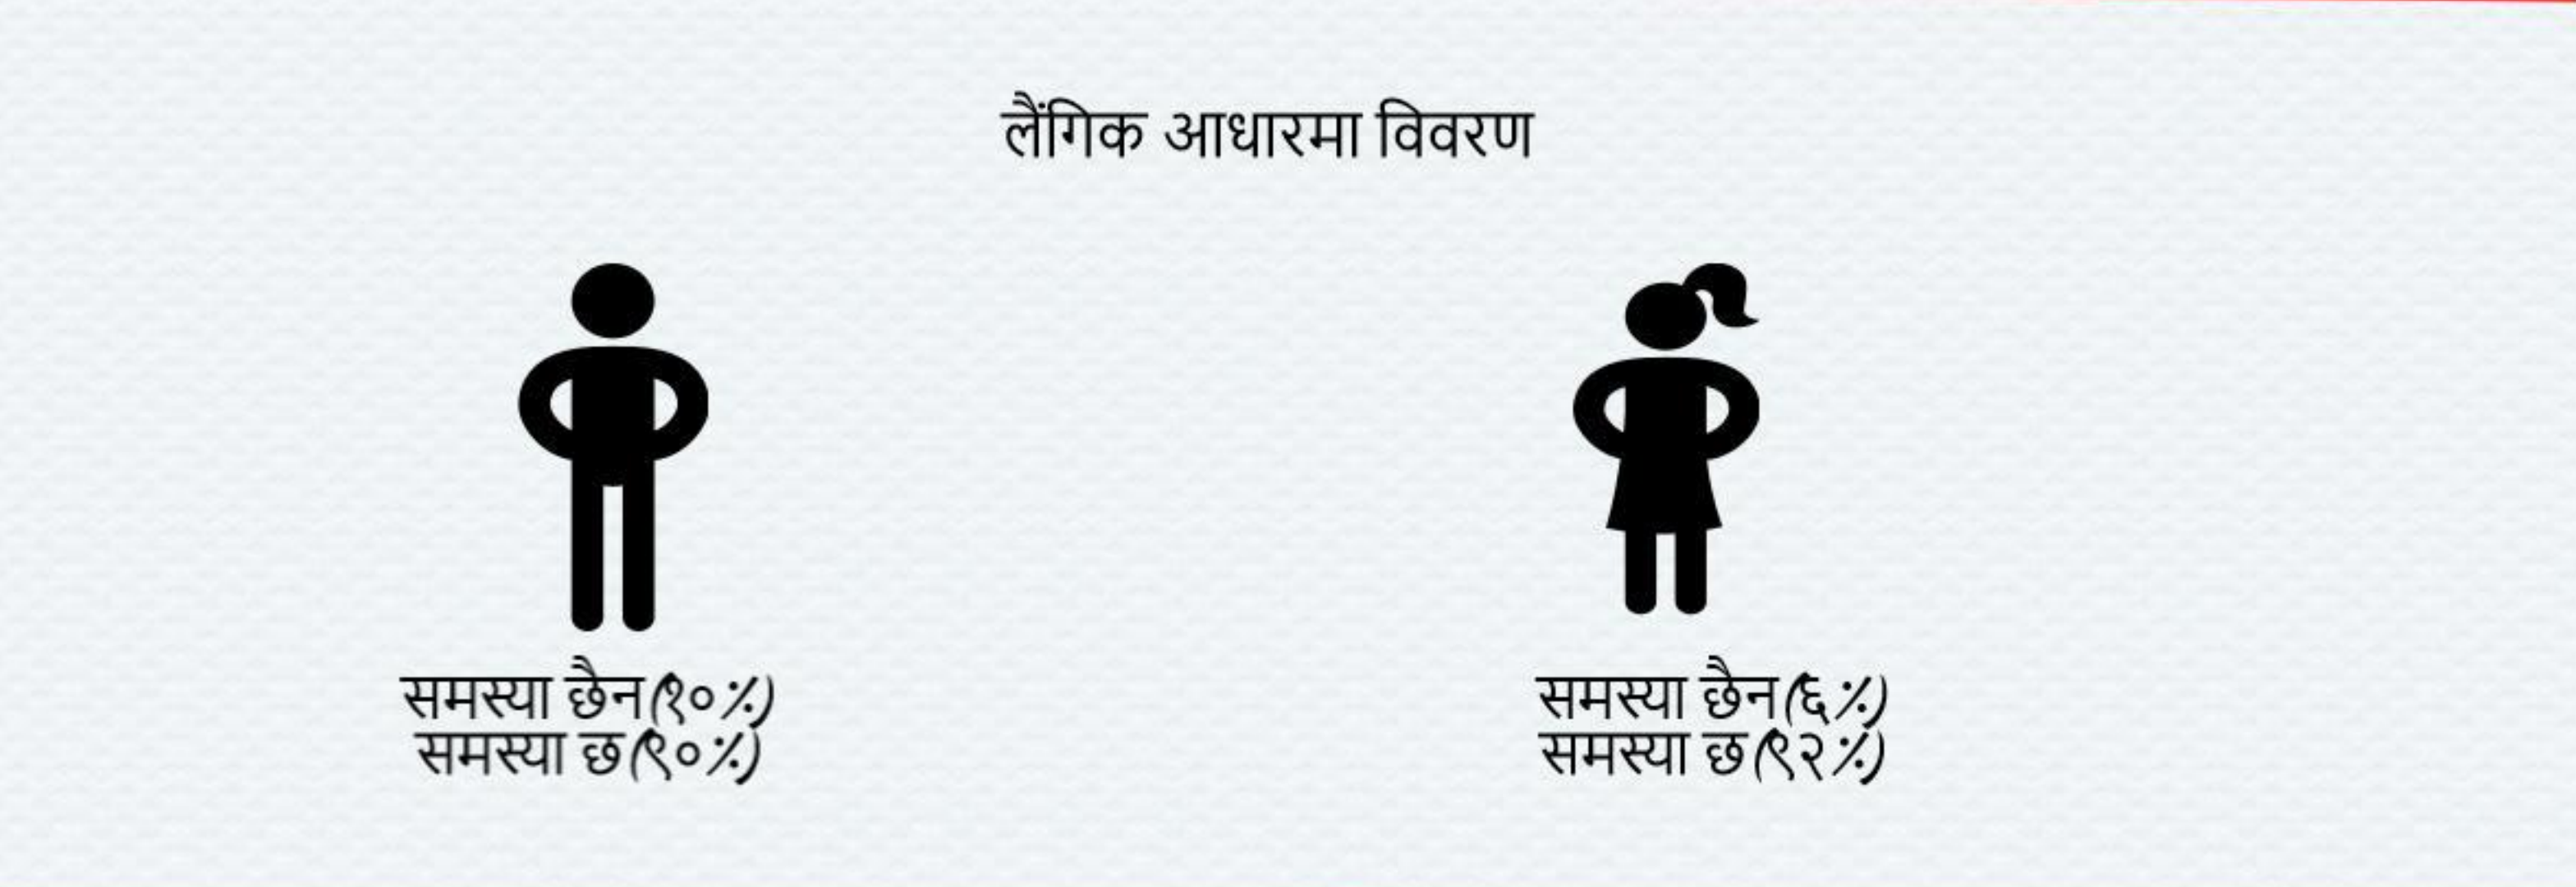 लैंगिक आधारमा विवरण
समस्या छैन(१०%)
समस्या छ(९०%)
समस्या छैन(६%)
समस्या छ(९२%)